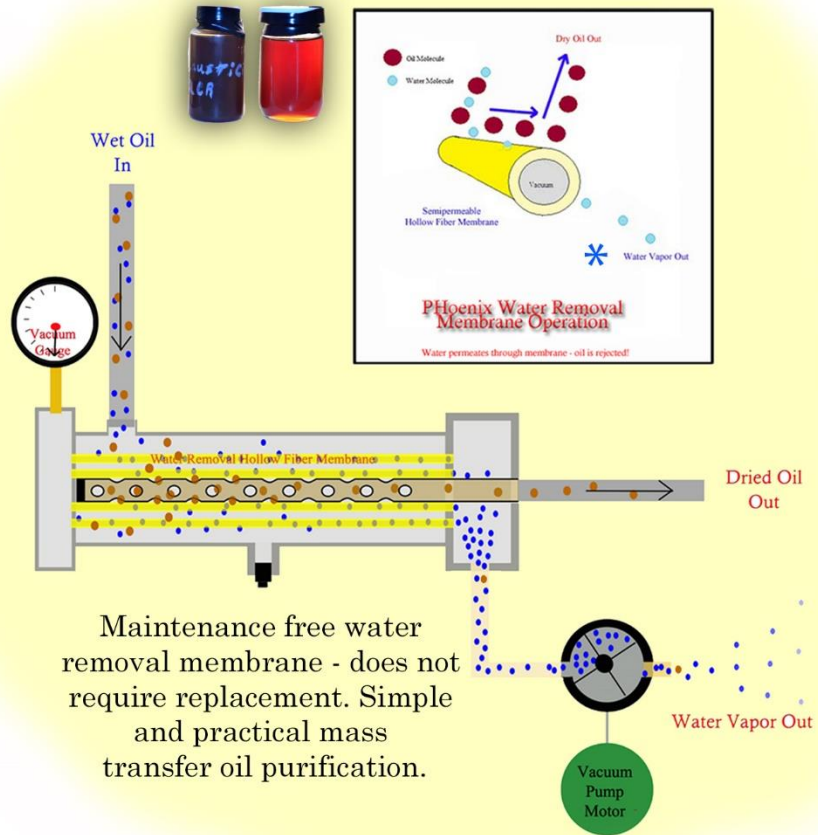 Wet Oil
In
Oil Molecule
Water Molecule
Dry Oil Out
Vacuum
Semipermeable
Hollow Fiber Membrane
Water Vapor Out
*
PHoenix Water Removal
Membrane Operation
Water permeates through membrane - oil is rejected!
Vacuum
Gauge
Water Removal Hollow Fiber Membrane
Dried Oil
Out
Maintenance free water
removal membrane - does not
require replacement. Simple
and practical mass
transfer oil purification.
Water Vapor Out
Vacuum
Pump
Motor